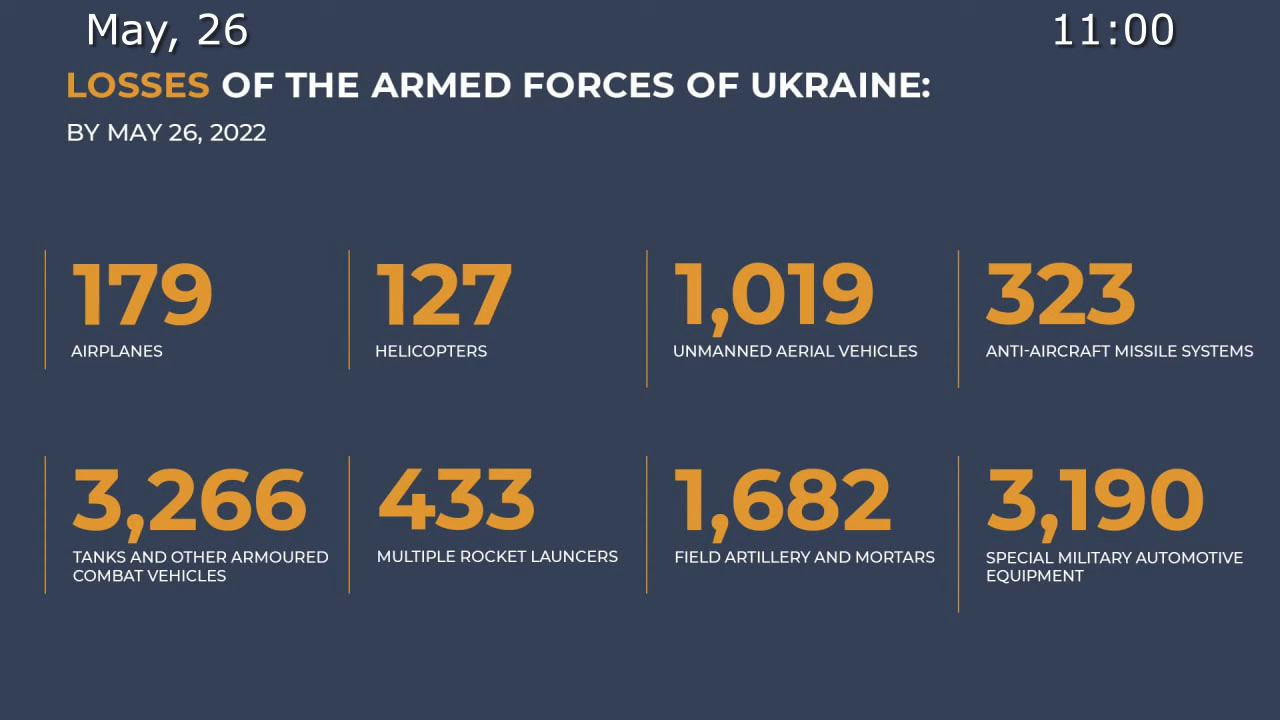 May, 26
11:00
LOSSES OF THE ARMED FORCES OF UKRAINE:
BY MAY 26, 2022
179
AIRPLANES
127
HELICOPTERS
1,019
UNMANNED AERIAL VEHICLES
323
ANTI-AIRCRAFT MISSILE SYSTEMS
3,266
TANKS AND OTHER ARMOURED
COMBAT VEHICLES
433
MULTIPLE ROCKET LAUNCERS
1,682
FIELD ARTILLERY AND MORTARS
3,190
SPECIAL MILITARY AUTOMOTIVE
EQUIPMENT